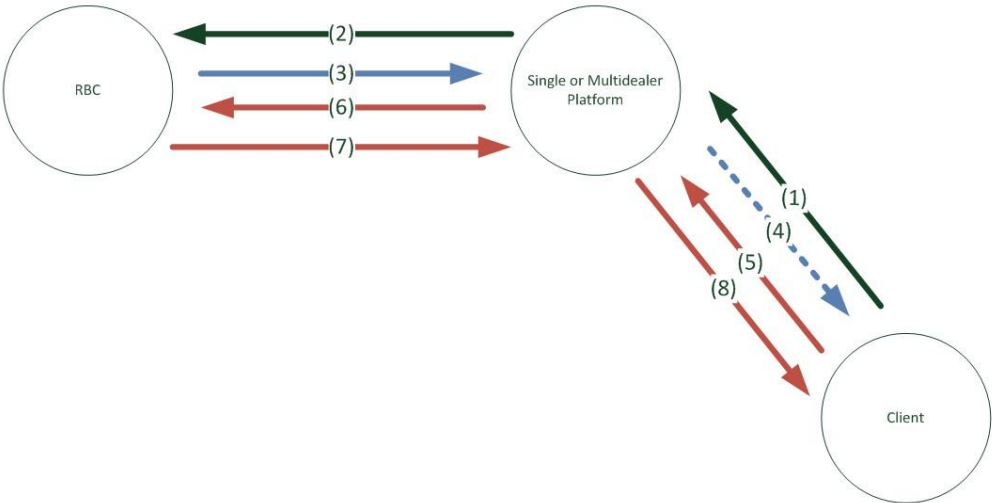 (2)
(3)
(6)
(7)
RBC
Single or Multidealer
Platform
(1)
(4)
(5)
(8)
Client